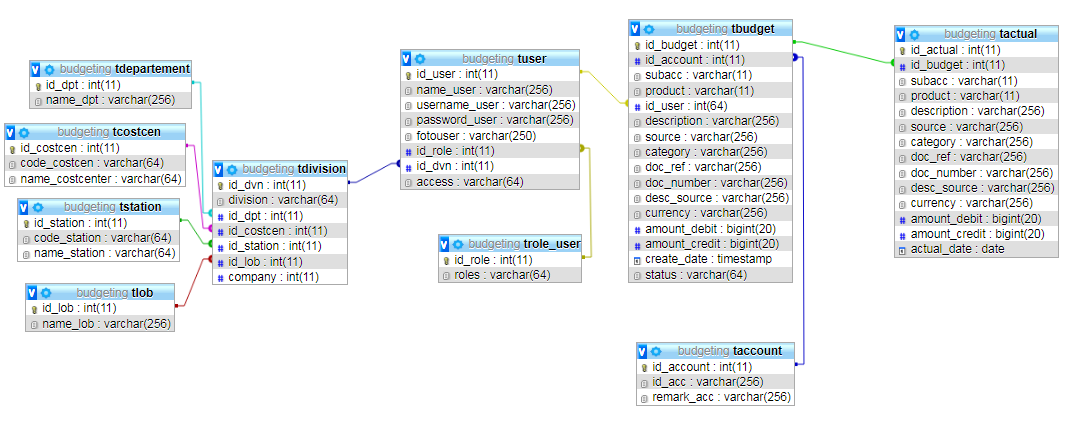 budgeting tdepartement
id_dpt : int(11)
name_dpt : varchar(256)
budgeting tcostcen
id_costcen : int(11)
code_costcen : varchar(64)
name_costcenter : varchar(64)
budgeting tstation
id_station : int(11)
code_station : varchar(64)
name_station : varchar(64)
budgeting tlob
id_lob : int(11)
name_lob : varchar(256)
budgeting tdivision
id_dvn : int(11)
division : varchar(64)
id_dpt : int(11)
id_costcen : int(11)
id_station : int(11)
id_lob : int(11)
company : int(11)
budgeting tuser
id_user : int(11)
name_user : varchar(256)
username_user : varchar(256)
password_user : varchar(256)
fotouser : varchar(250)
id_role : int(11)
id_dvn : int(11)
access : varchar(64)
budgeting trole_user
id_role : int(11)
roles : varchar(64)
budgeting tbudget
id_budget : int(11)
id_account : int(11)
subacc : varchar(11)
product : varchar(11)
id_user : int(64)
description : varchar(256)
source : varchar(256)
category : varchar(256)
doc_ref : varchar(256)
doc_number : varchar(256)
desc_source : varchar(256)
currency : varchar(256)
amount_debit : bigint(20)
amount_credit : bigint(20)
create_date : timestamp
status : varchar(64)
budgeting taccount
id_account : int(11)
id_acc : varchar(256)
remark_acc : varchar(256)
budgeting tactual
id_actual : int(11)
id_budget : int(11)
subacc : varchar(11)
product : varchar(11)
description : varchar(256)
source : varchar(256)
category : varchar(256)
doc_ref : varchar(256)
doc_number : varchar(256)
desc_source : varchar(256)
currency : varchar(256)
amount_debit : bigint(20)
amount_credit : bigint(20)
actual_date : date